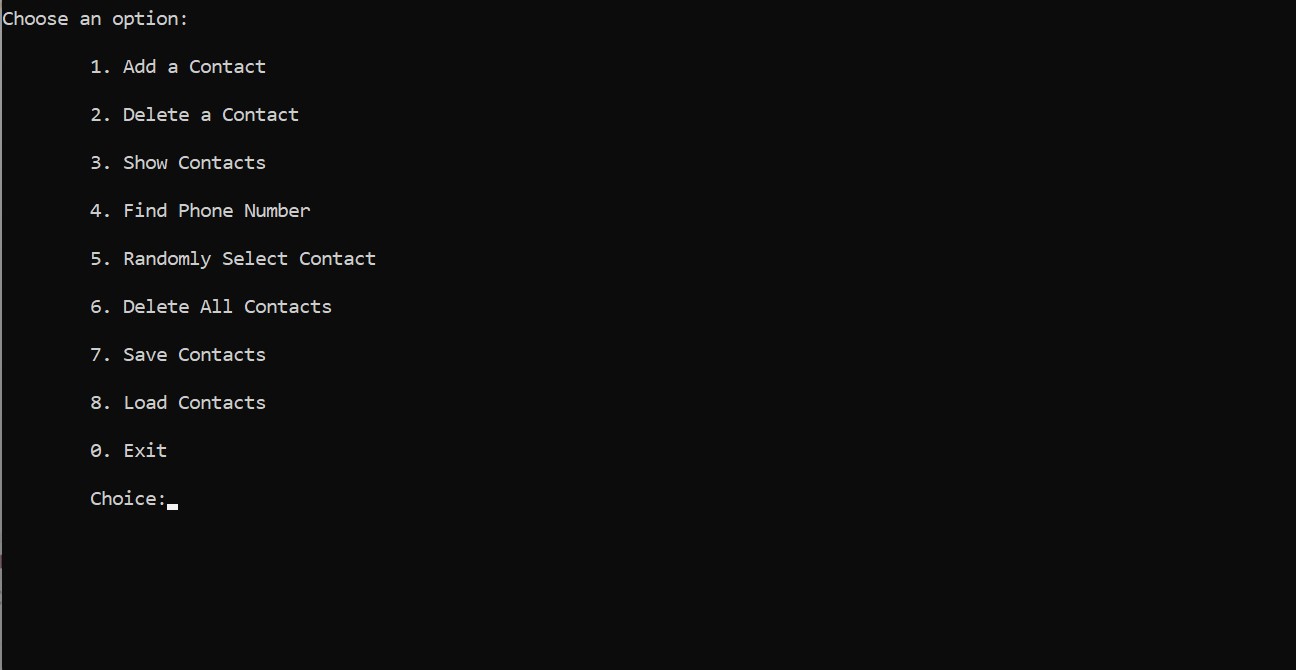 Choose an option:
1. Add a Contact
2. Delete a Contact
3. Show Contacts
4. Find Phone Number
5. Randomly Select Contact
6. Delete All Contacts
7. Save Contacts
8. Load Contacts
0. Exit
Choice: